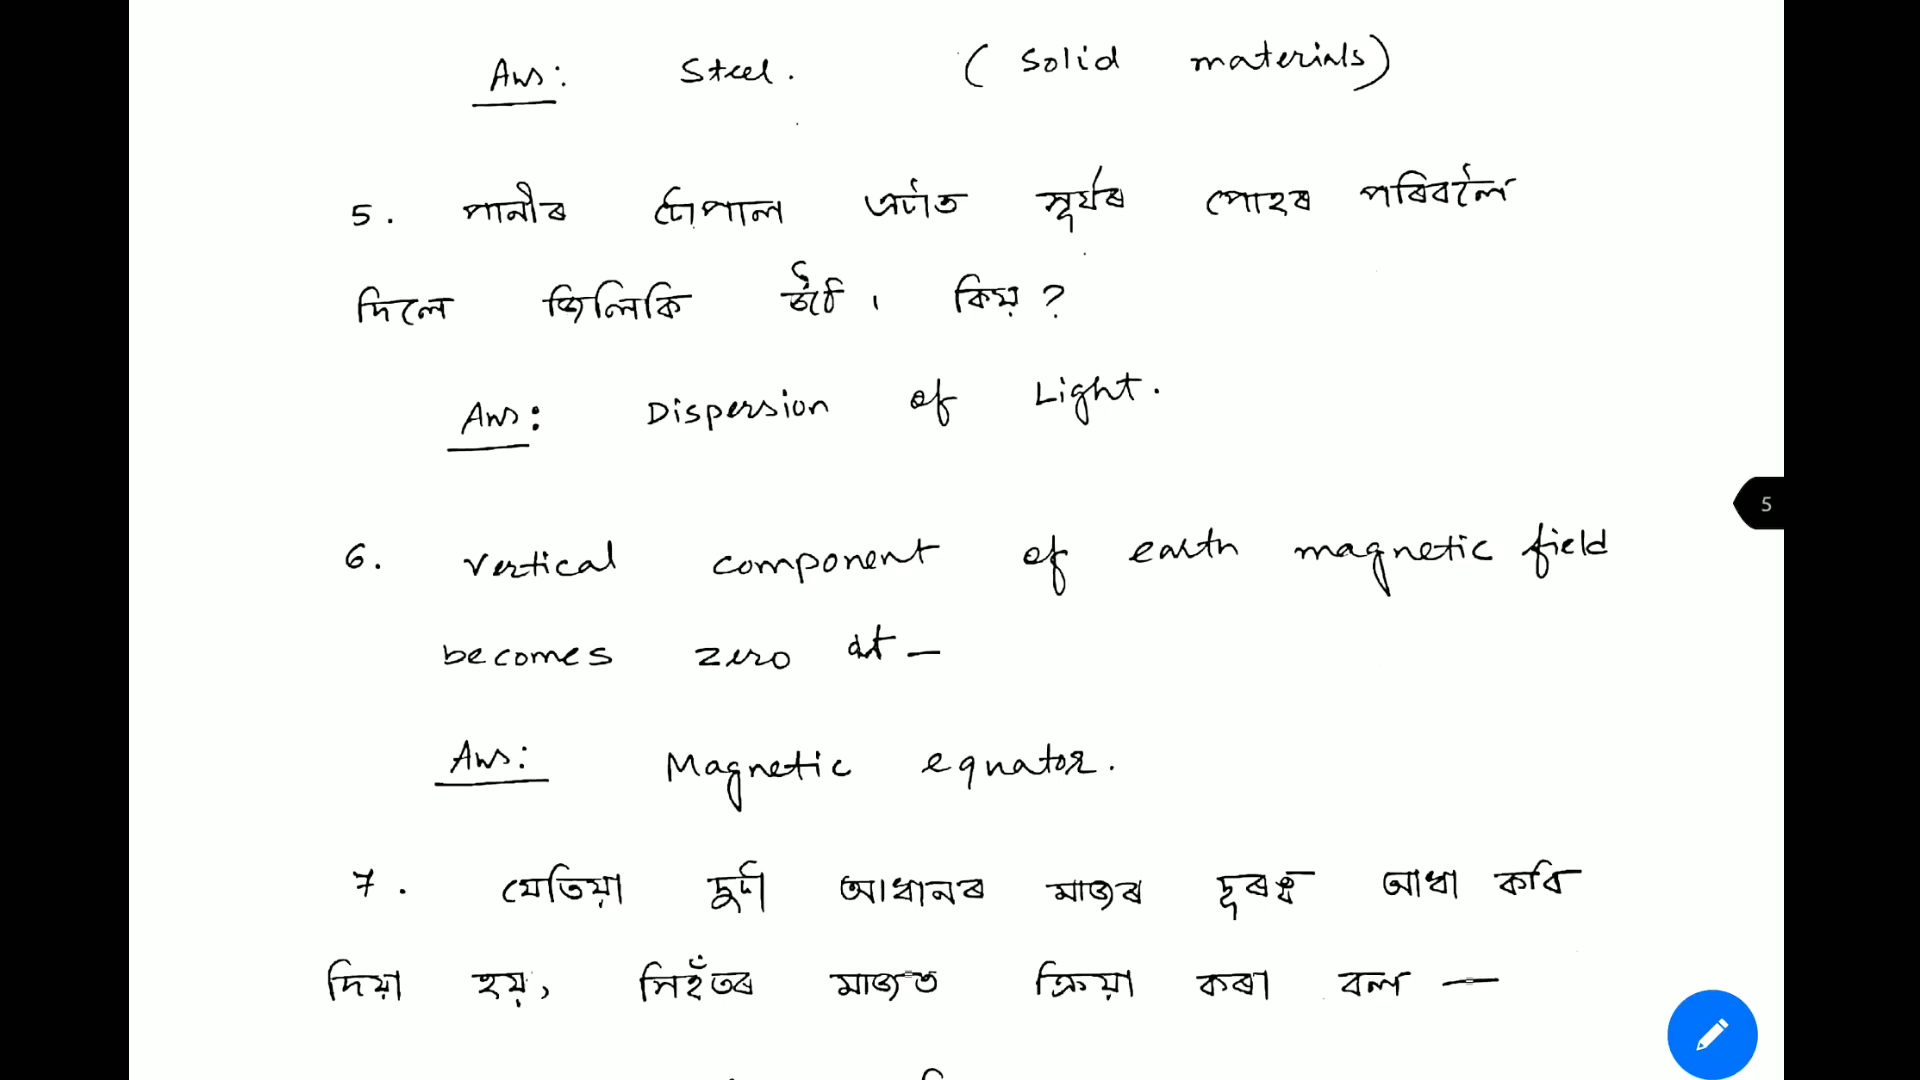 Ans: Steel. (Solid materials)
5. পানীৰ টোপাল এটাত সূৰ্যৰ পোহৰ পৰিবলৈ
দিলে জিলিকি উঠে। কিয়?
Ans: Dispersion of Light.
6. Vertical component of earth magnetic field
5
becomes zero at —
Ans: Magnetic equator.
7. যেতিয়া দুটা আধানৰ মাজৰ দূৰত্ব আধা কৰি
দিয়া হয়, সিহঁতৰ মাজত ক্ৰিয়া কৰা বল —